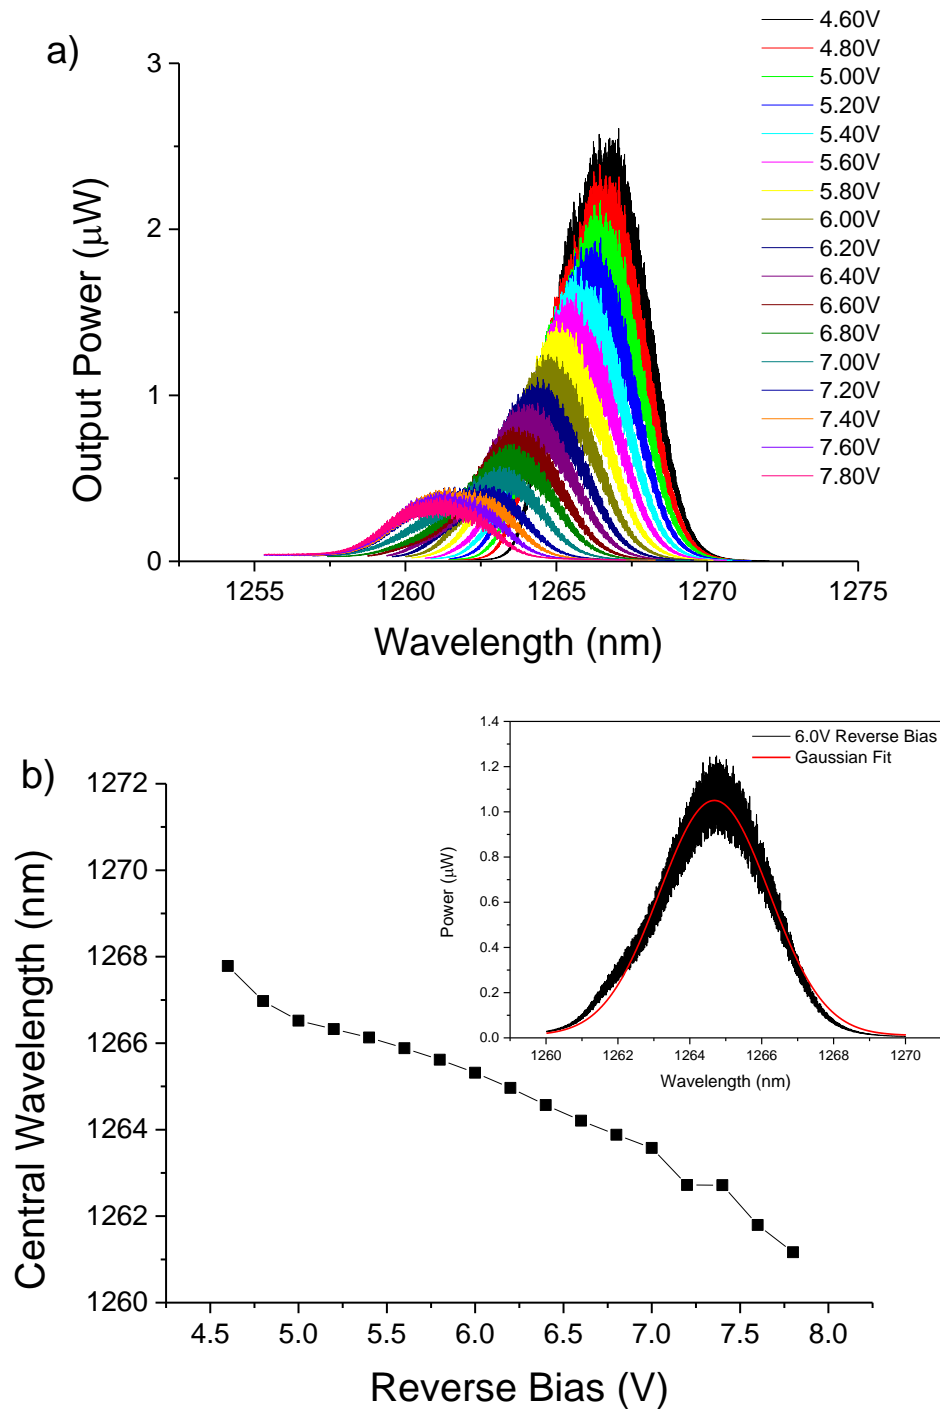 a)
4.60V
4.80V
5.00V
5.20V
5.40V
5.60V
5.80V
6.00V
6.20V
6.40V
6.60V
6.80V
7.00V
7.20V
7.40V
7.60V
7.80V
Output Power (μW)
3
2
1
0
1255 1260 1265 1270 1275
Wavelength (nm)
b)
Central Wavelength (nm)
1272
1270
1268
1266
1264
1262
1260
4.5 5.0 5.5 6.0 6.5 7.0 7.5 8.0
Reverse Bias (V)
6.0V Reverse Bias
Gaussian Fit
Power (μW)
1.4
1.2
1.0
0.8
0.6
0.4
0.2
0.0
1260 1262 1264 1266 1268 1270
Wavelength (nm)